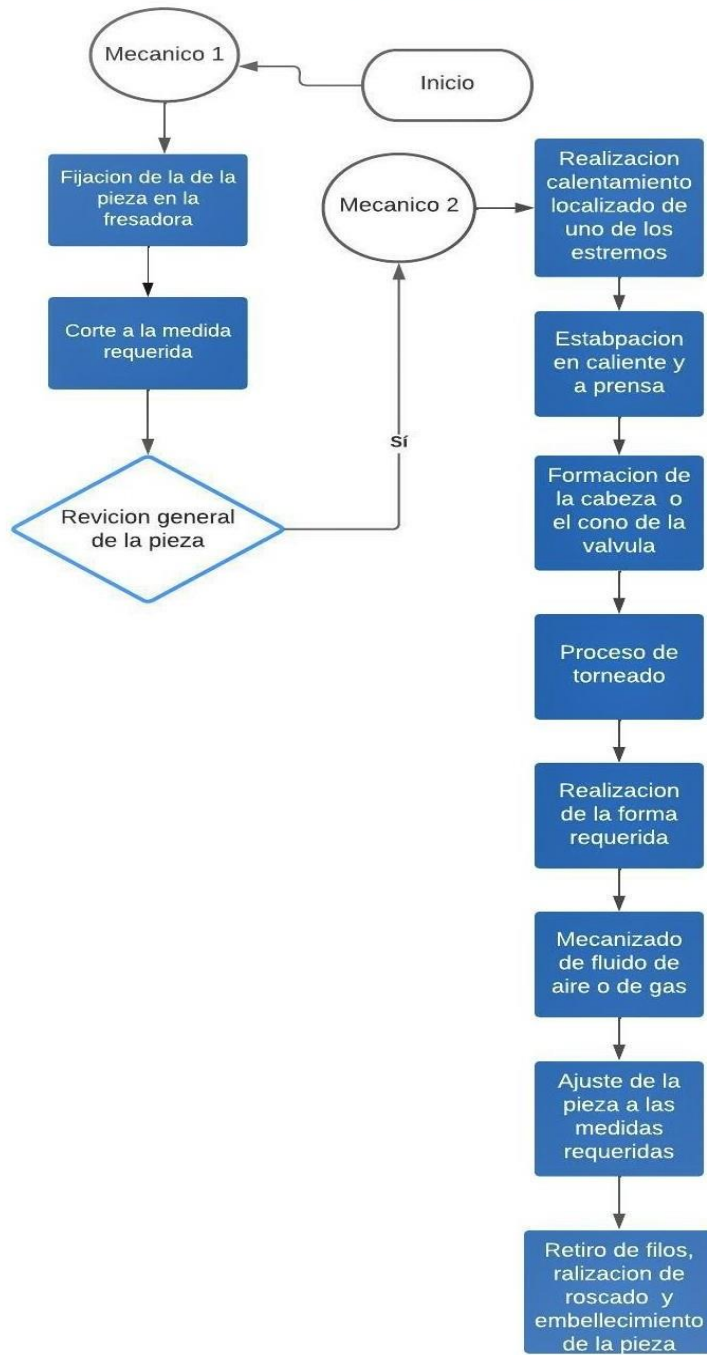 Inicio
Mecanico 1
Fijacion de la de la
pieza en la
fresadora
Corte a la medida
requerida
Revicion general
de la pieza
Sí
Mecanico 2
Realizacion
calentamiento
localizado de
uno de los
estremos
Estabpacion
en caliente y
a prensa
Formacion de
la cabeza o
el cono de la
valvula
Proceso de
torneado
Realizacion
de la forma
requerida
Mecanizado
de fluido de
aire o de gas
Ajuste de la
pieza a las
medidas
requeridas
Retiro de filos,
ralizacion de
roscado y
embellecimiento
de la pieza